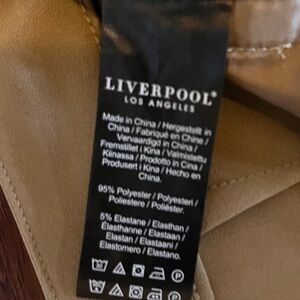 LIVERPOOL®
LOS ANGELES
Made in China / Hergestellt in
China / Fabriqué en Chine /
Vervaardigd in China /
Fremstillet i Kina / Valmistettu
Kiinassa / Prodotto in Cina /
Produsert i Kina / Hecho en
China.
95% Polyester / Polyesteri /
Poliestere / Poliéster.
5% Elastane / Elasthan /
Élasthanne / Elastaan /
Elastan / Elastaani /
Elastomero / Elastano.